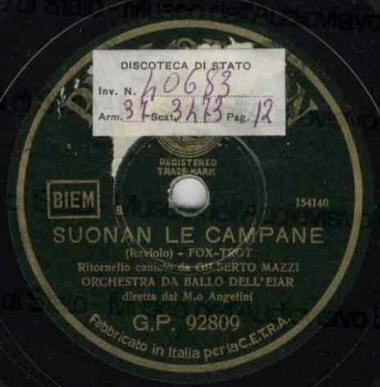 DISCOTECA DI STATO
Inv. N. 40683
Arm. 31 Scat. 3413 Pag. 12
REGISTERED
TRADE MARK
BIEM
154140
SUONAN LE CAMPANE
(Raviolo) - FOX-TROT
Ritornello cantato da GILBERTO MAZZI
ORCHESTRA DA BALLO DELL'EIAR
diretta dal M.o Angelini
G.P. 92809
Fabbricato in Italia per la C.E.T.R.A.